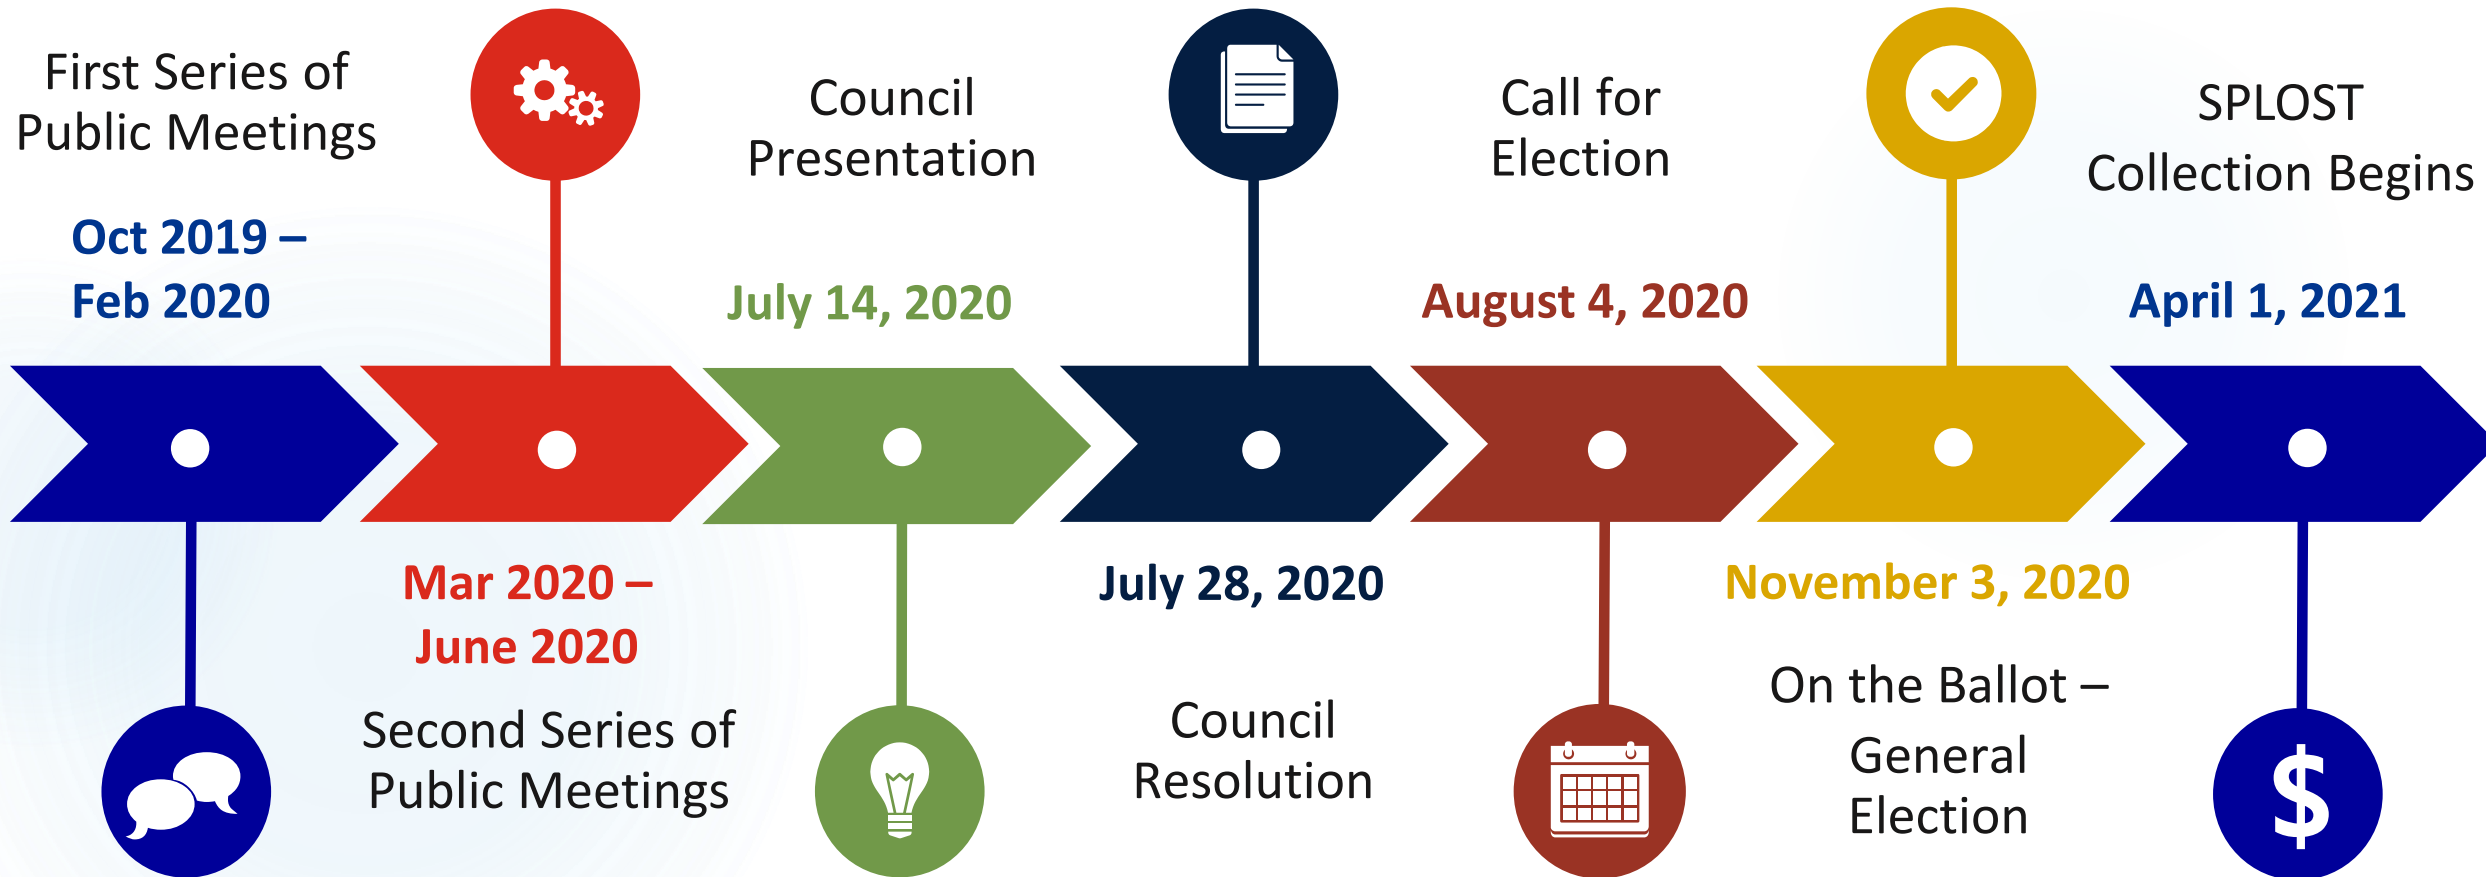 First Series of
Public Meetings
Oct 2019 –
Feb 2020
Mar 2020 –
June 2020
Second Series of
Public Meetings
Council
Presentation
July 14, 2020
July 28, 2020
Council
Resolution
Call for
Election
August 4, 2020
November 3, 2020
On the Ballot –
General
Election
SPLOST
Collection Begins
April 1, 2021
$